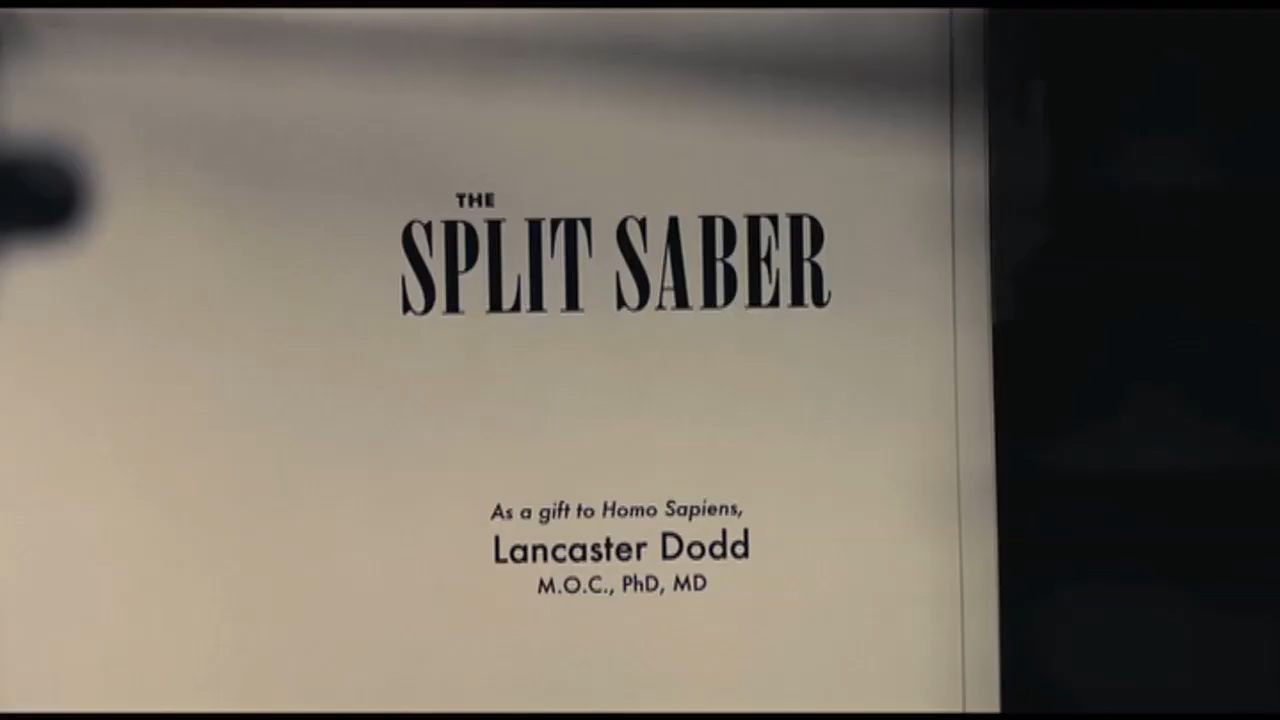 THE
SPLIT SABER
As a gift to Homo Sapiens,
Lancaster Dodd
M.O.C., PhD, MD